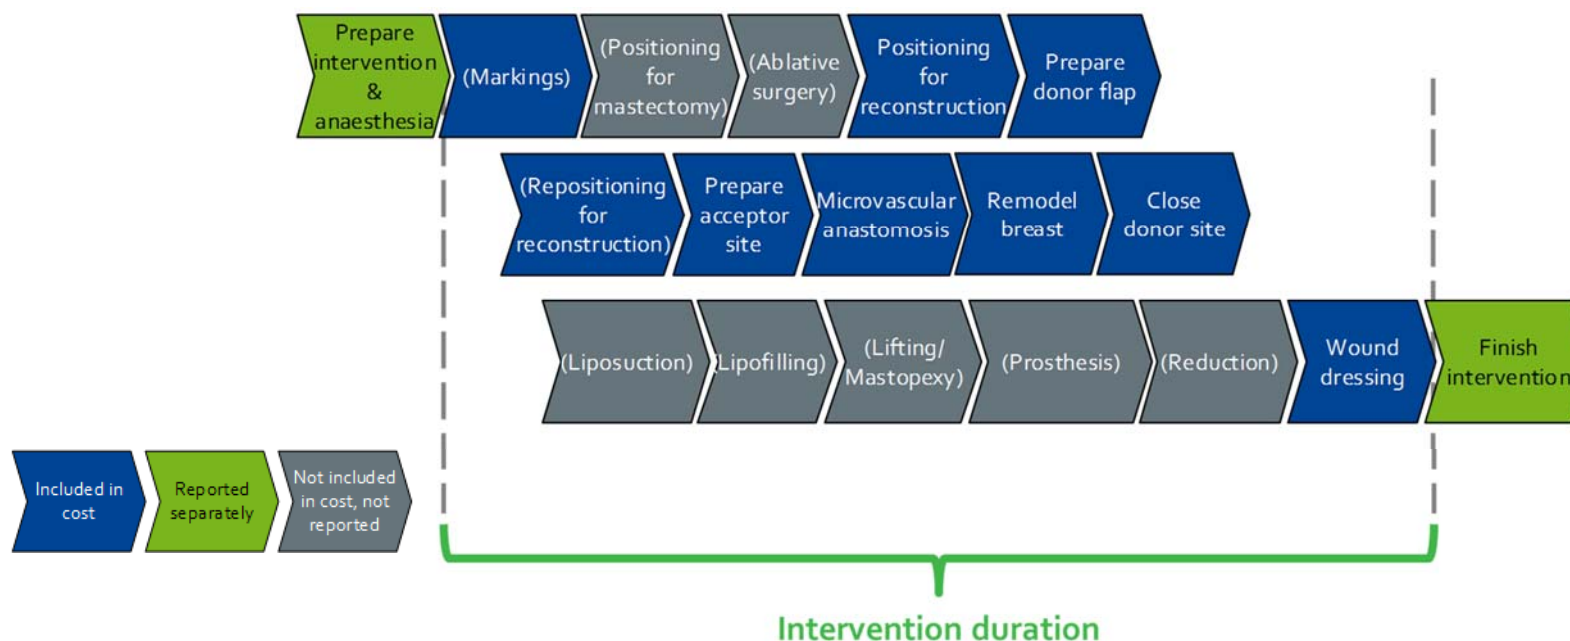 Prepare
intervention
&
anaesthesia
(Markings)
(Positioning
for
mastectomy)
(Ablative
surgery)
Positioning
for
reconstruction
Prepare
donor flap
(Repositioning
for
reconstruction)
Prepare
acceptor
site
Microvascular
anastomosis
Remodel
breast
Close
donor site
(Liposuction)
(Lipofilling)
(Lifting/
Mastopexy)
(Prosthesis)
(Reduction)
Wound
dressing
Finish
intervention
Included in
cost
Reported
separately
Not included
in cost, not
reported
Intervention duration